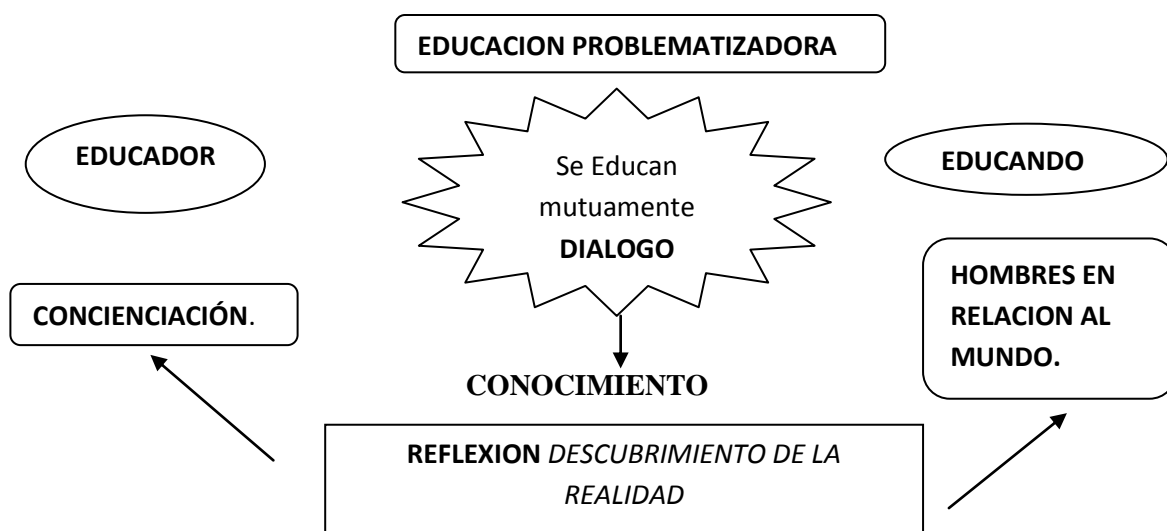 EDUCACION PROBLEMATIZADORA
EDUCADOR
Se Educan
mutuamente
DIALOGO
EDUCANDO
CONCIENCIACIÓN.
HOMBRES EN
RELACION AL
MUNDO.
CONOCIMIENTO
REFLEXION DESCUBRIMIENTO DE LA
REALIDAD